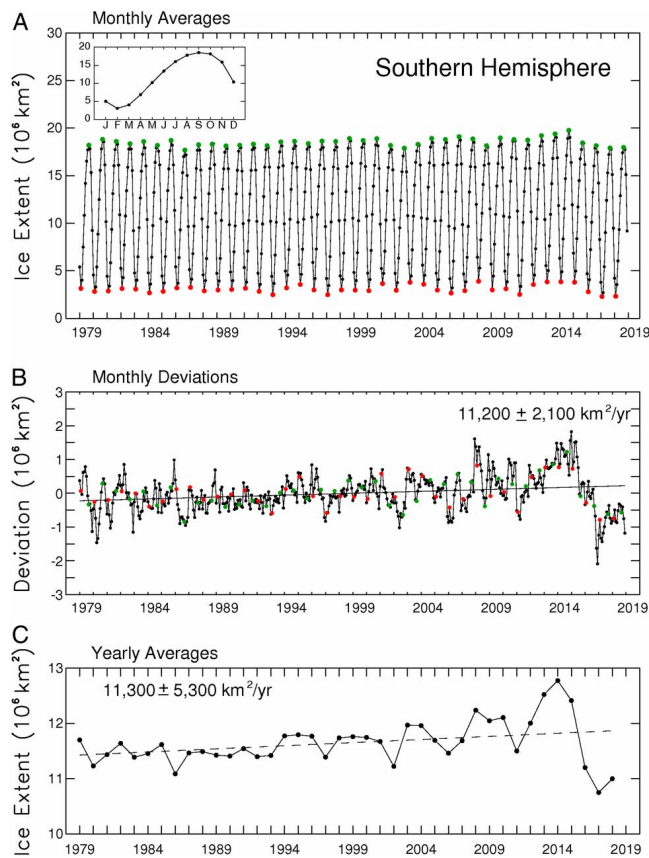 A Monthly Averages
30
25
20
15
10
5
0
Ice Extent (10⁶ km²)
20
15
10
5
0
J F M A M J J A S O N D
Southern Hemisphere
1979 1984 1989 1994 1999 2004 2009 2014 2019
B Monthly Deviations
3
2
1
0
-1
-2
-3
Deviation (10⁶ km²)
11,200 ± 2,100 km²/yr
1979 1984 1989 1994 1999 2004 2009 2014 2019
C Yearly Averages
13
12
11
10
Ice Extent (10⁶ km²)
11,300 ± 5,300 km²/yr
1979 1984 1989 1994 1999 2004 2009 2014 2019